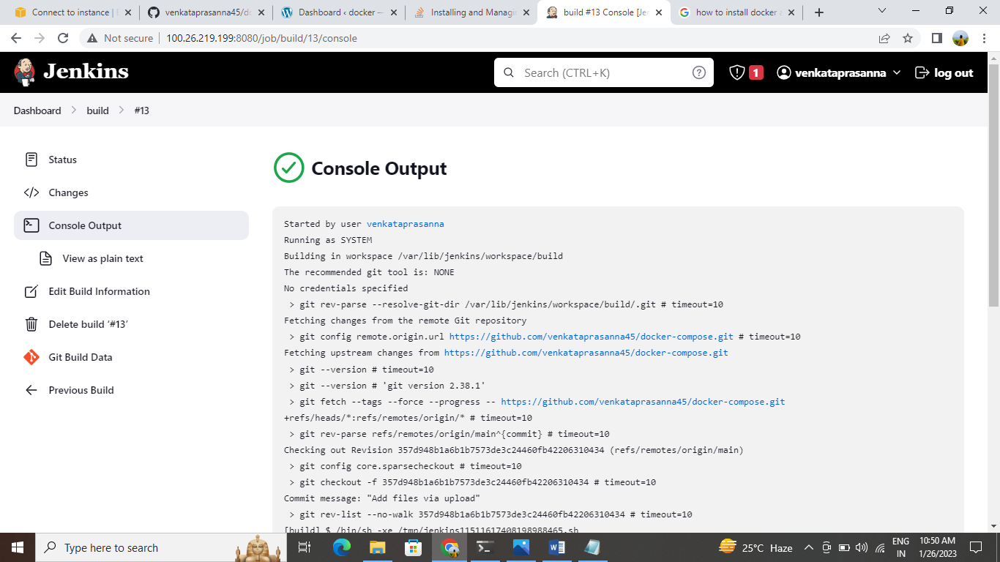 Connect to instance | E
venkataprasanna45/do
Dashboard ‹ docker —
Installing and Managin
build #13 Console [Jen
how to install docker a
Not secure
100.26.219.199:8080/job/build/13/console
Jenkins
Search (CTRL+K)
1
venkataprasanna
log out
Dashboard
build
#13
Status
Changes
Console Output
View as plain text
Edit Build Information
Delete build ‘#13’
Git Build Data
Previous Build
Console Output
Started by user venkataprasanna
Running as SYSTEM
Building in workspace /var/lib/jenkins/workspace/build
The recommended git tool is: NONE
No credentials specified
> git rev-parse --resolve-git-dir /var/lib/jenkins/workspace/build/.git # timeout=10
Fetching changes from the remote Git repository
> git config remote.origin.url https://github.com/venkataprasanna45/docker-compose.git # timeout=10
Fetching upstream changes from https://github.com/venkataprasanna45/docker-compose.git
> git --version # timeout=10
> git --version # 'git version 2.38.1'
> git fetch --tags --force --progress -- https://github.com/venkataprasanna45/docker-compose.git
+refs/heads/*:refs/remotes/origin/* # timeout=10
> git rev-parse refs/remotes/origin/main^{commit} # timeout=10
Checking out Revision 357d948b1a6b1b7573de3c24460fb42206310434 (refs/remotes/origin/main)
> git config core.sparsecheckout # timeout=10
> git checkout -f 357d948b1a6b1b7573de3c24460fb42206310434 # timeout=10
Commit message: "Add files via upload"
> git rev-list --no-walk 357d948b1a6b1b7573de3c24460fb42206310434 # timeout=10
[build] $ /bin/sh -xe /tmp/jenkins11511617408198988465.sh
Type here to search
25°C Haze
ENG
IN
10:50 AM
1/26/2023